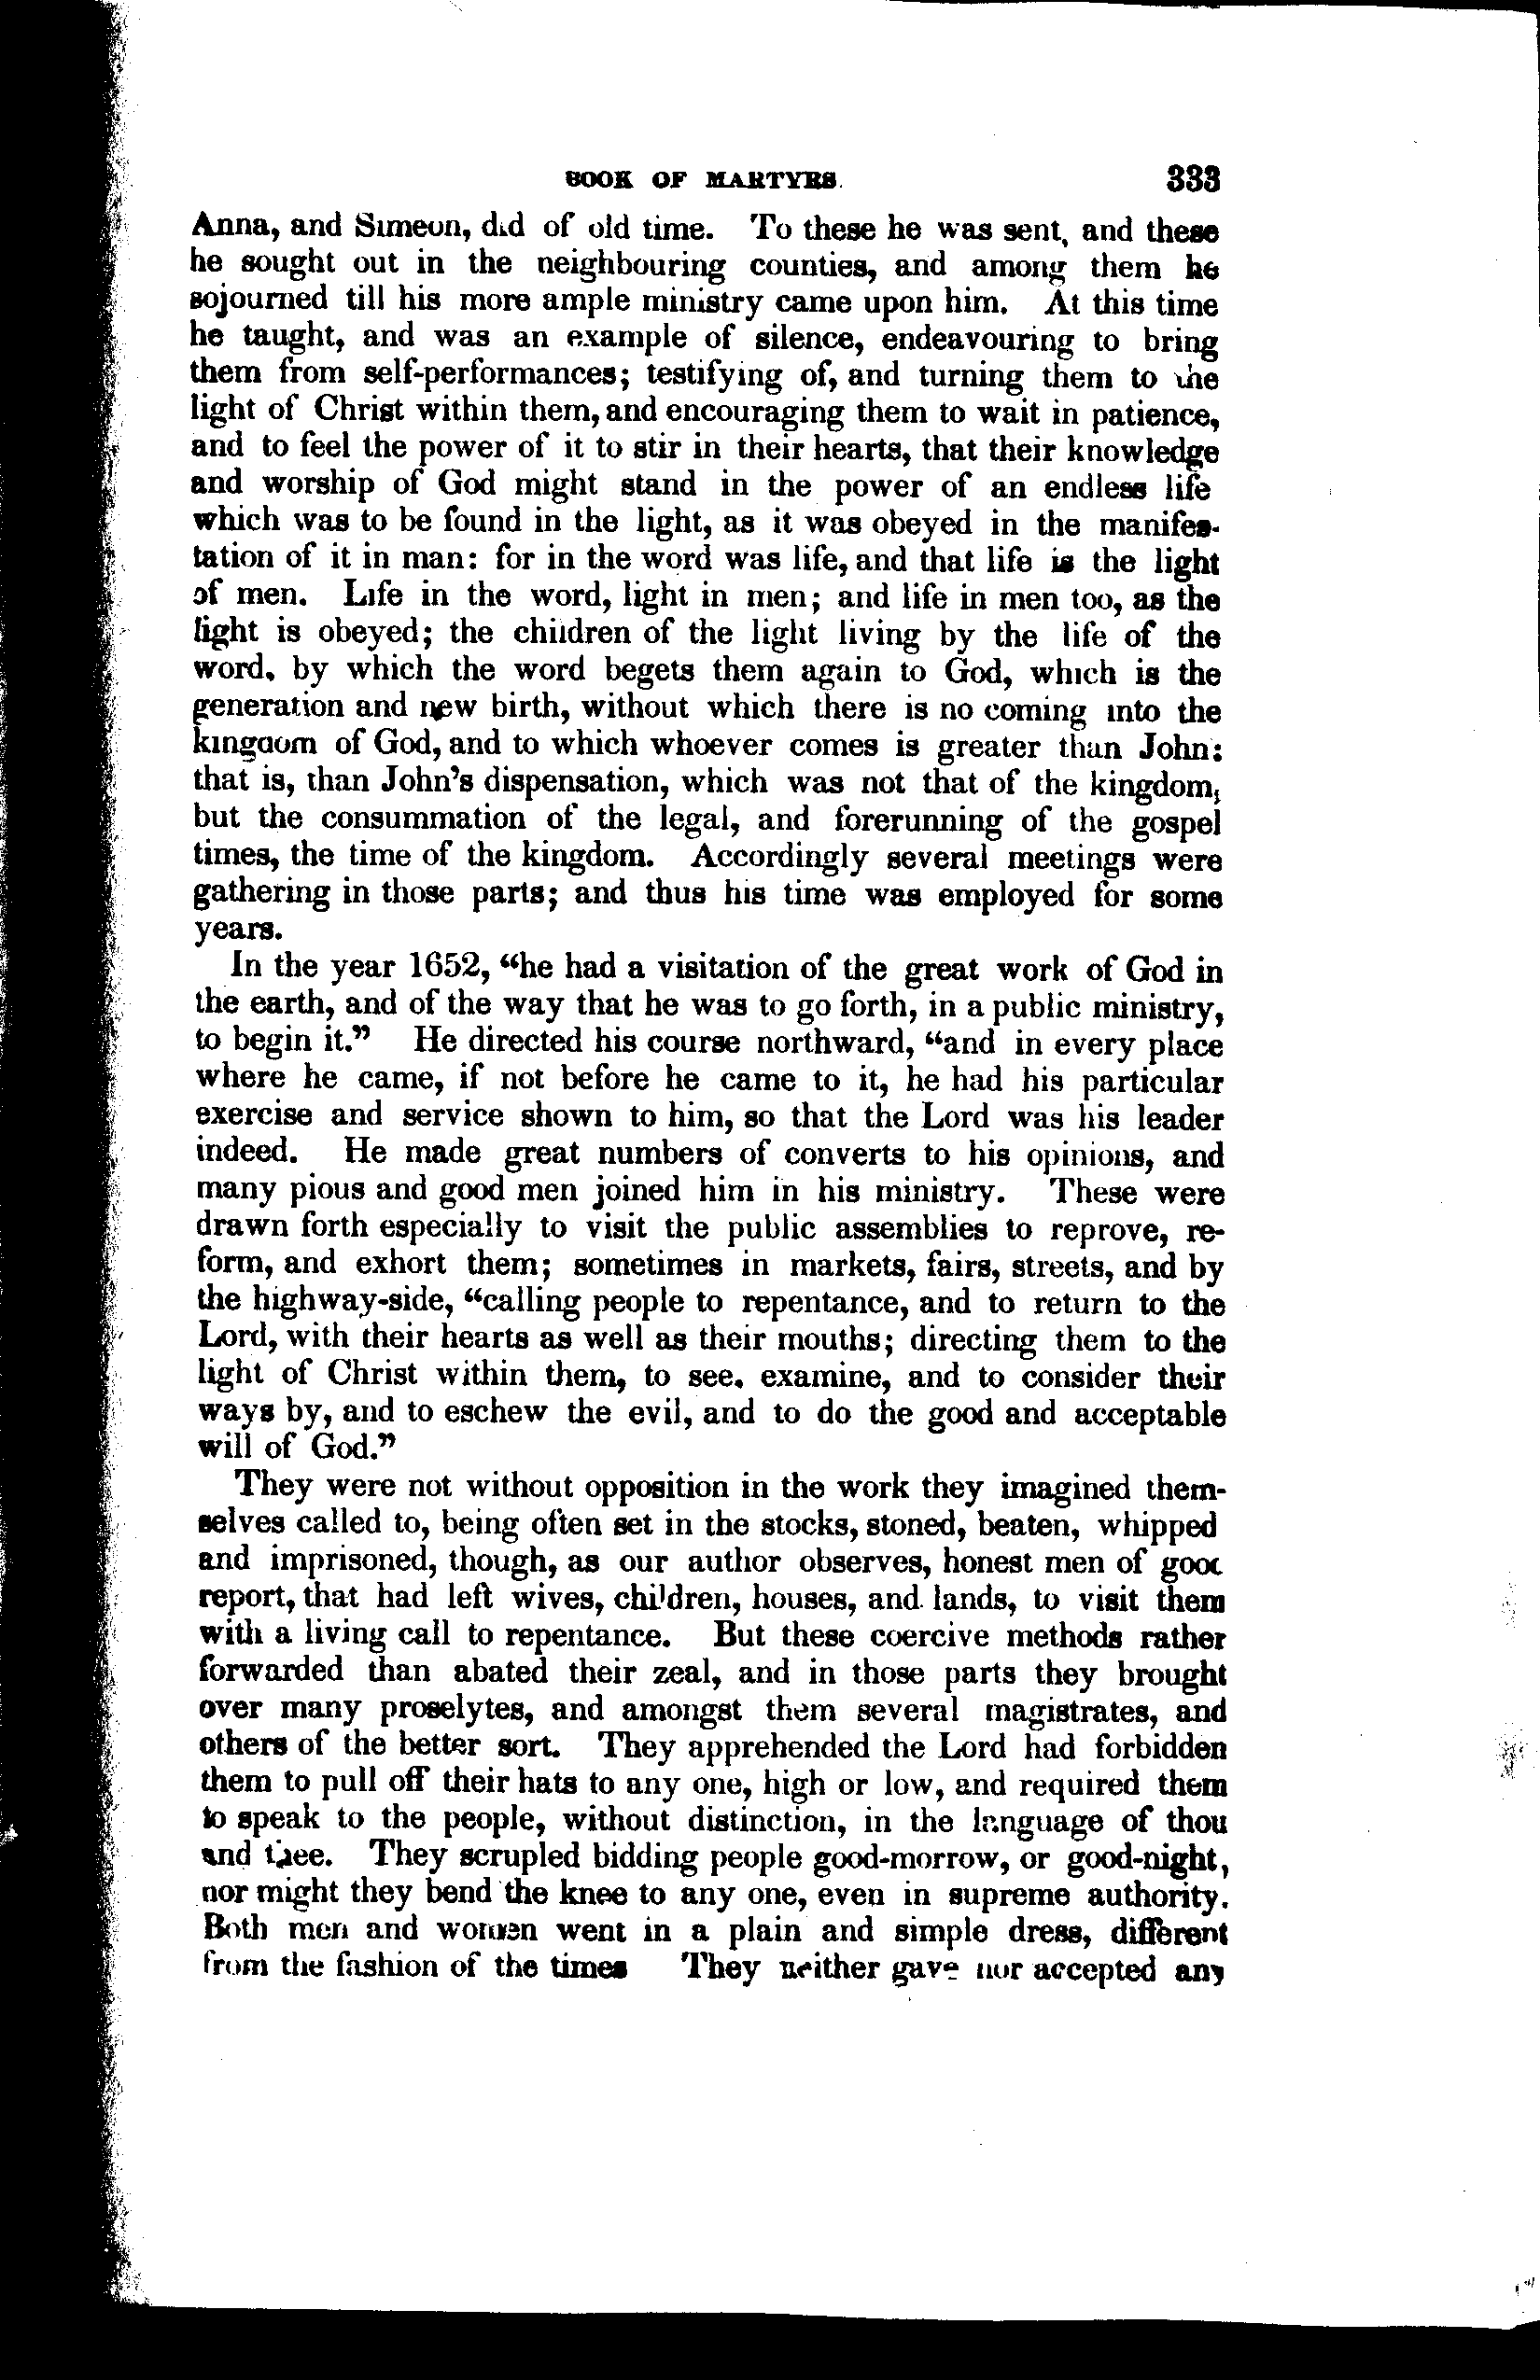 BOOK OF MARTYRS. 333
Anna, and Simeon, did of old time. To these he was sent, and these
he sought out in the neighbouring counties, and among them he
sojourned till his more ample ministry came upon him. At this time
he taught, and was an example of silence, endeavouring to bring
them from self-performances; testifying of, and turning them to the
light of Christ within them, and encouraging them to wait in patience,
and to feel the power of it to stir in their hearts, that their knowledge
and worship of God might stand in the power of an endless life
which was to be found in the light, as it was obeyed in the manifes-
tation of it in man: for in the word was life, and that life is the light
of men. Life in the word, light in men; and life in men too, as the
light is obeyed; the children of the light living by the life of the
word, by which the word begets them again to God, which is the
generation and new birth, without which there is no coming into the
kingdom of God, and to which whoever comes is greater than John:
that is, than John's dispensation, which was not that of the kingdom,
but the consummation of the legal, and forerunning of the gospel
times, the time of the kingdom. Accordingly several meetings were
gathering in those parts; and thus his time was employed for some
years.
In the year 1652, "he had a visitation of the great work of God in
the earth, and of the way that he was to go forth, in a public ministry,
to begin it." He directed his course northward, "and in every place
where he came, if not before he came to it, he had his particular
exercise and service shown to him, so that the Lord was his leader
indeed. He made great numbers of converts to his opinions, and
many pious and good men joined him in his ministry. These were
drawn forth especially to visit the public assemblies to reprove, re-
form, and exhort them; sometimes in markets, fairs, streets, and by
the highway-side, "calling people to repentance, and to return to the
Lord, with their hearts as well as their mouths; directing them to the
light of Christ within them, to see, examine, and to consider their
ways by, and to eschew the evil, and to do the good and acceptable
will of God."
They were not without opposition in the work they imagined them-
selves called to, being often set in the stocks, stoned, beaten, whipped
and imprisoned, though, as our author observes, honest men of good
report, that had left wives, children, houses, and lands, to visit them
with a living call to repentance. But these coercive methods rather
forwarded than abated their zeal, and in those parts they brought
over many proselytes, and amongst them several magistrates, and
others of the better sort. They apprehended the Lord had forbidden
them to pull off their hats to any one, high or low, and required them
to speak to the people, without distinction, in the language of thou
and thee. They scrupled bidding people good-morrow, or good-night,
nor might they bend the knee to any one, even in supreme authority.
Both men and women went in a plain and simple dress, different
from the fashion of the times They neither gave nor accepted any